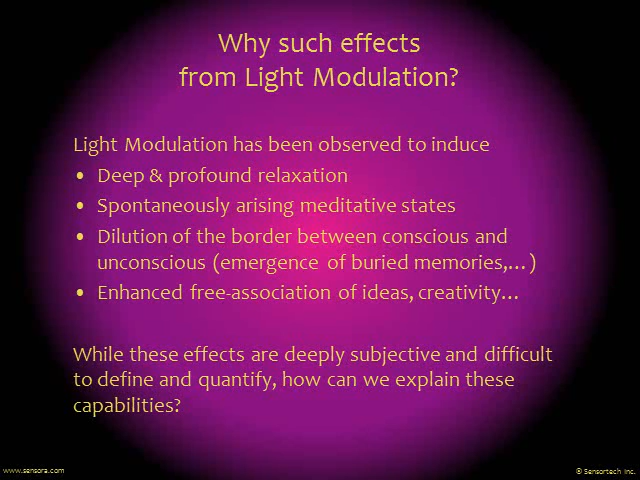 Why such effects
from Light Modulation?
Light Modulation has been observed to induce
• Deep & profound relaxation
• Spontaneously arising meditative states
• Dilution of the border between conscious and
unconscious (emergence of buried memories,…)
• Enhanced free-association of ideas, creativity…
While these effects are deeply subjective and difficult
to define and quantify, how can we explain these
capabilities?
www.sensora.com
© Sensortech Inc.